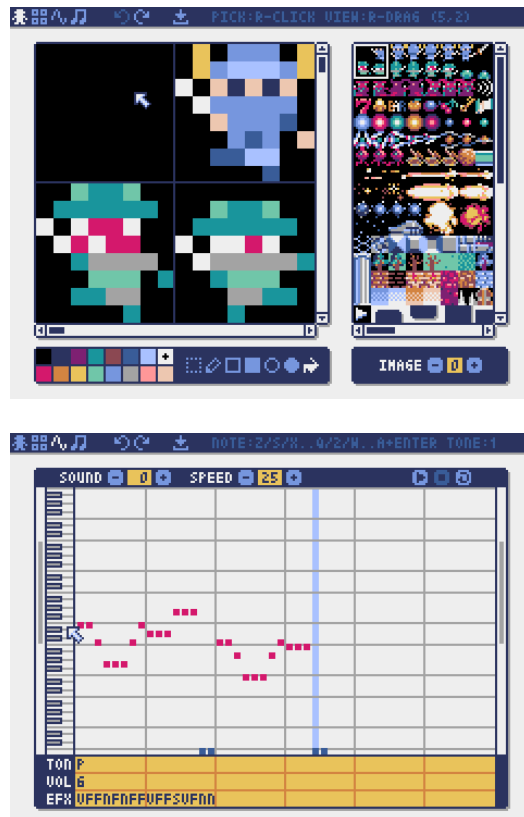 PICK:R-CLICK VIEW:R-DRAG (5,2)
IMAGE 0
NOTE:Z/S/X..Q/2/W..A+ENTER TONE:1
SOUND 0 SPEED 25
TON P
VOL 6
EFX VFFNFNFFVFFSVFNN